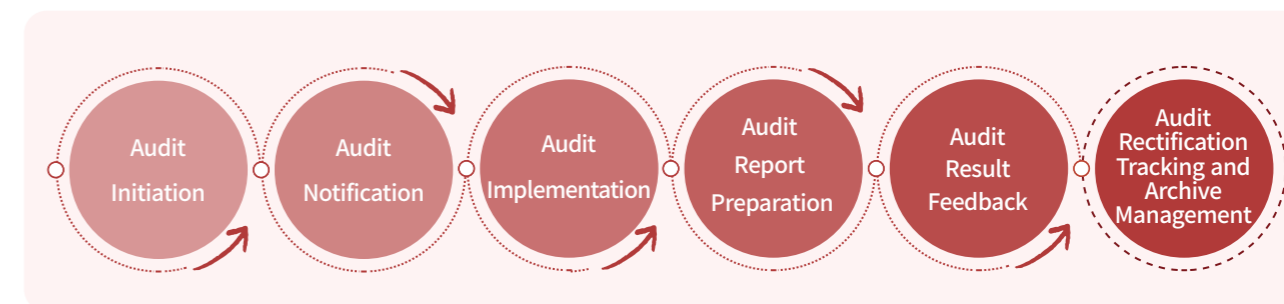 Audit
Initiation
Audit
Notification
Audit
Implementation
Audit
Report
Preparation
Audit
Result
Feedback
Audit
Rectification
Tracking and
Archive
Management